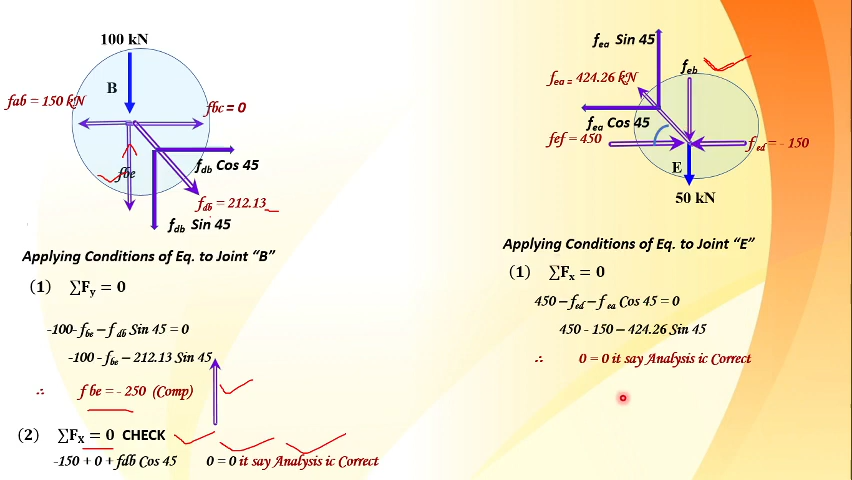 100 kN
B
fab = 150 kN
fbc = 0
fbe
fdb Cos 45
fdb = 212.13
fdb Sin 45
Applying Conditions of Eq. to Joint “B”
(1) ∑Fy = 0
-100- fbe – f db Sin 45 = 0
-100 - fbe – 212.13 Sin 45
∴ f be = - 250 (Comp)
(2) ∑Fx = 0 CHECK
-150 + 0 + fdb Cos 45 0 = 0 it say Analysis ic Correct
fea Sin 45
feb
fea = 424.26 kN
fea Cos 45
fef = 450
fed = - 150
E
50 kN
Applying Conditions of Eq. to Joint “E”
(1) ∑Fx = 0
450 – fed – f ea Cos 45 = 0
450 - 150 – 424.26 Sin 45
∴ 0 = 0 it say Analysis ic Correct